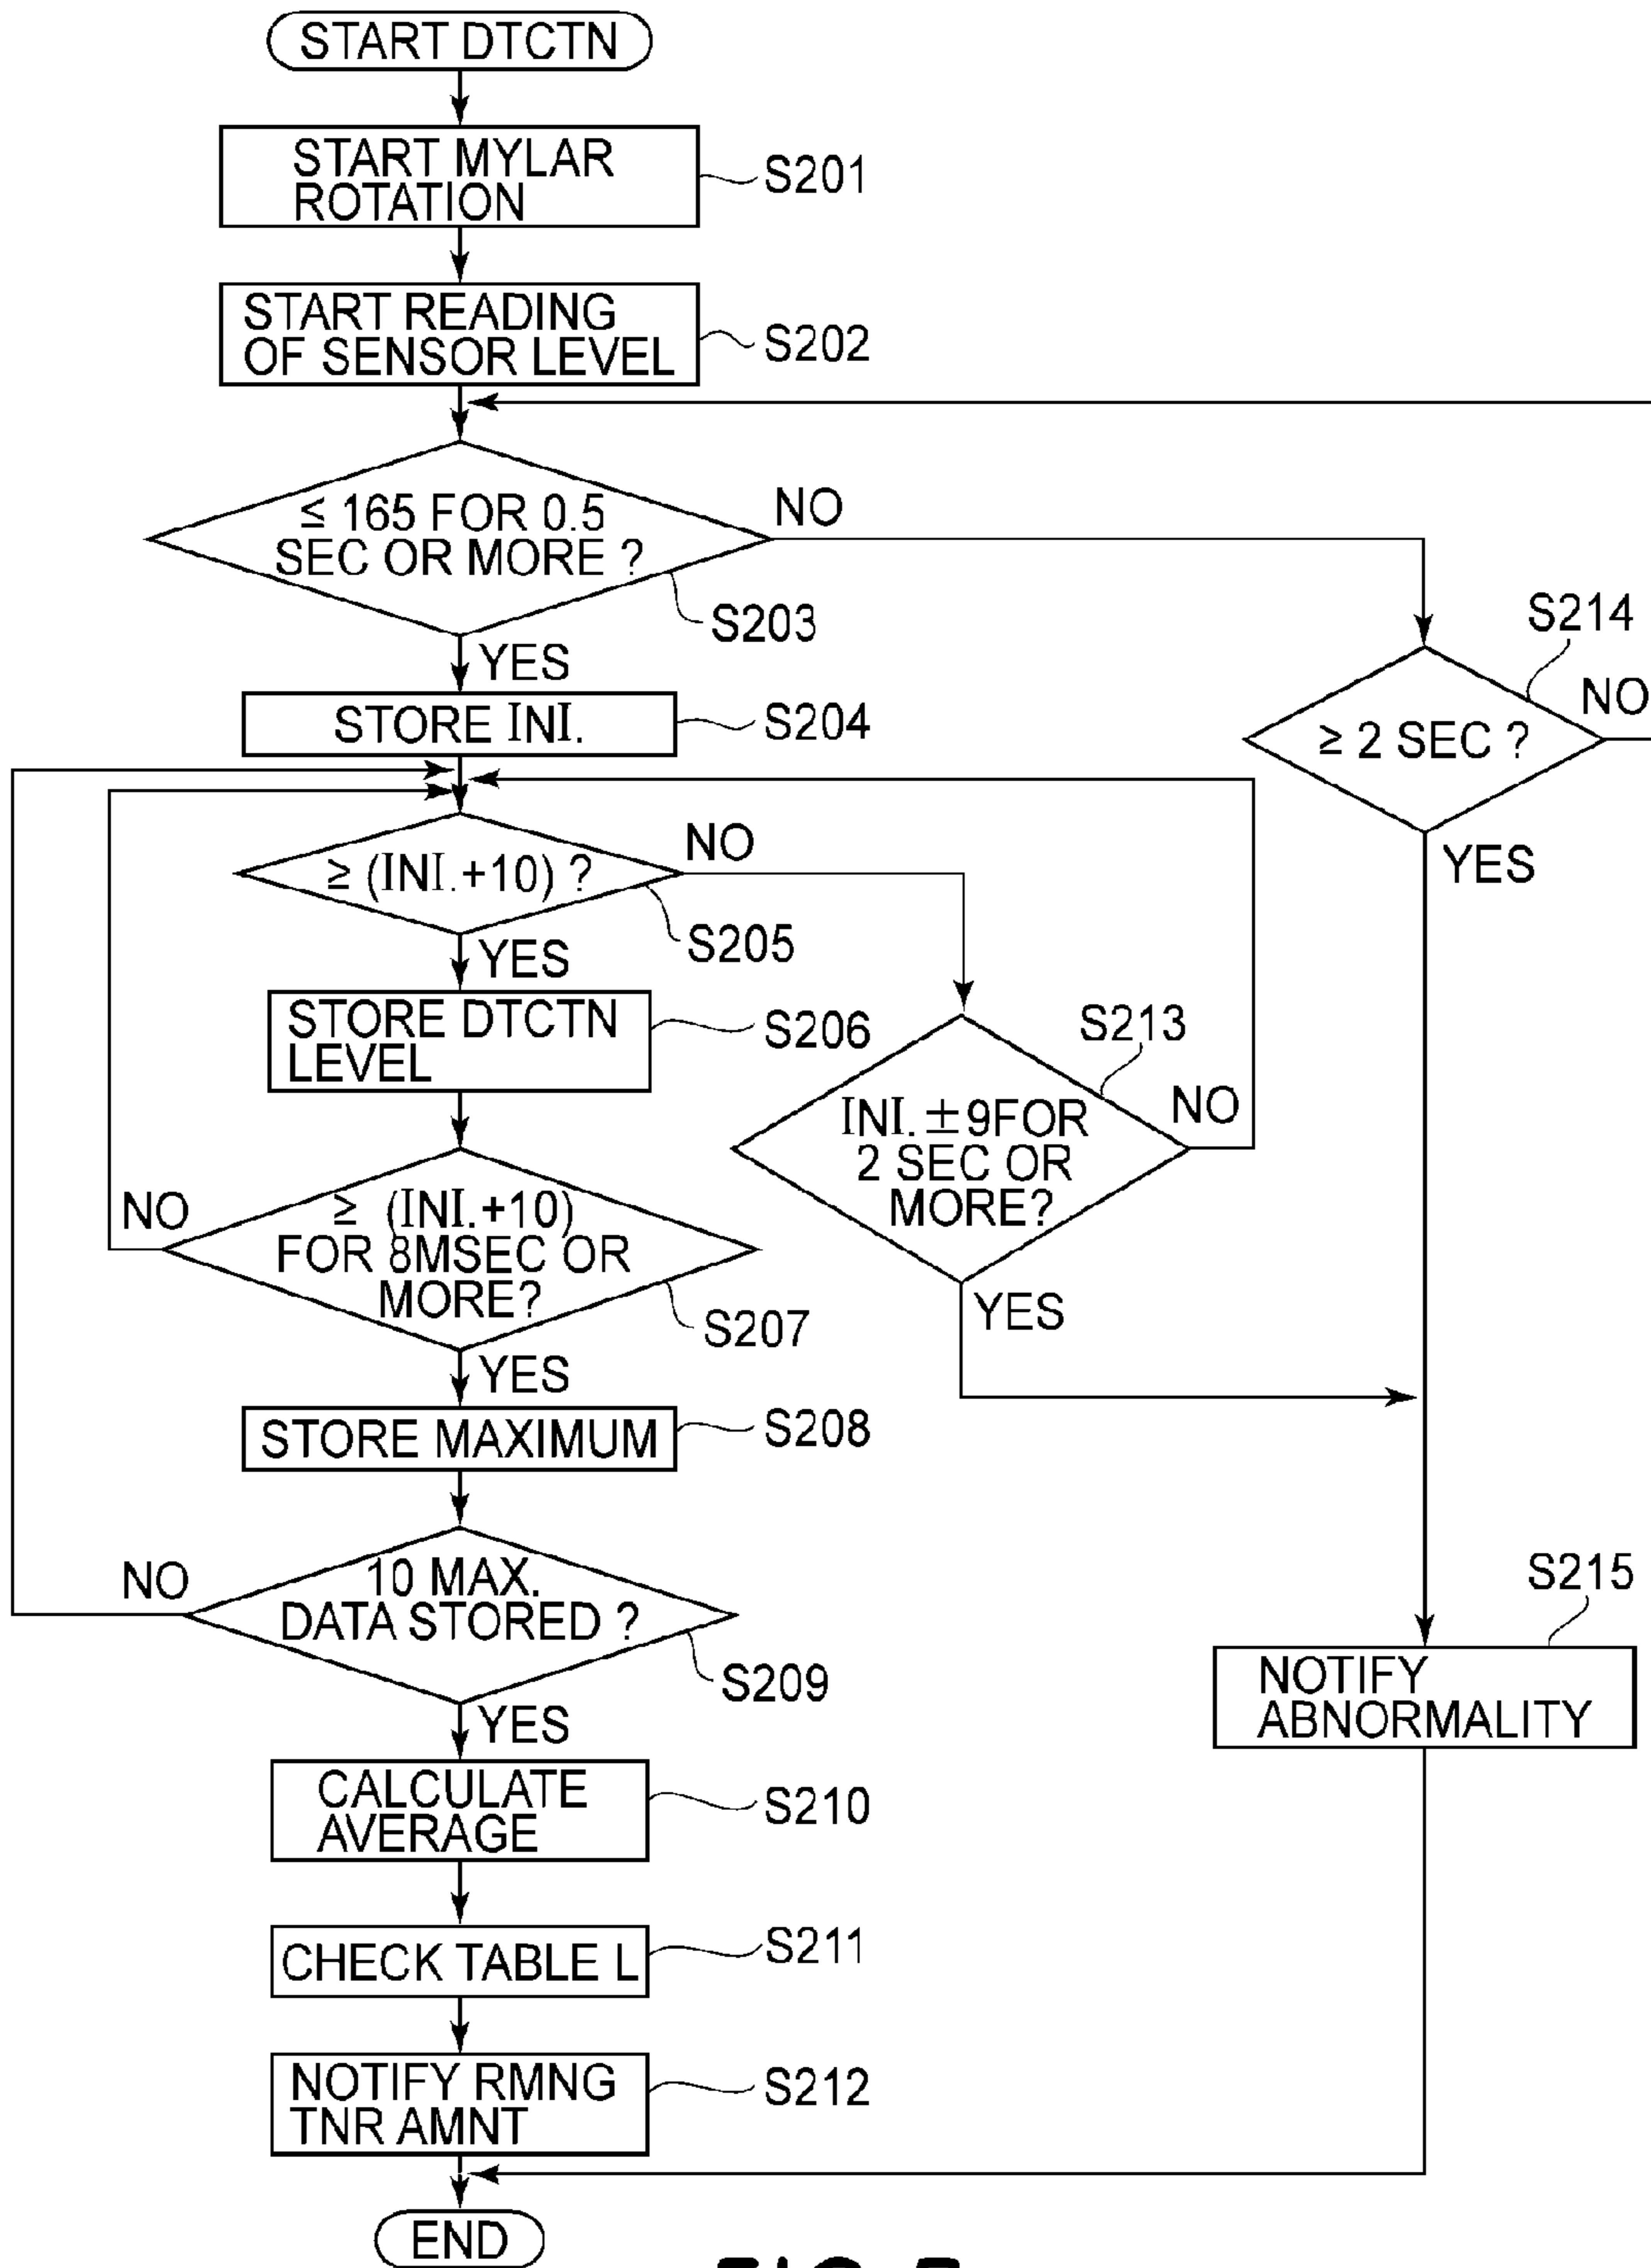 START DTCTN
START MYLAR
ROTATION
S201
START READING
OF SENSOR LEVEL
S202
≤ 165 FOR 0.5
SEC OR MORE ?
NO
S203
YES
S214
≥ 2 SEC ?
NO
YES
STORE INI.
S204
≥ (INI.+10) ?
NO
S205
YES
STORE DTCTN
LEVEL
S206
S213
INI. ±9FOR
2 SEC OR
MORE?
NO
YES
≥ (INI.+10)
FOR 8MSEC OR
MORE?
NO
S207
YES
STORE MAXIMUM
S208
10 MAX.
DATA STORED ?
NO
S209
YES
S215
NOTIFY
ABNORMALITY
CALCULATE
AVERAGE
S210
CHECK TABLE L
S211
NOTIFY RMNG
TNR AMNT
S212
END